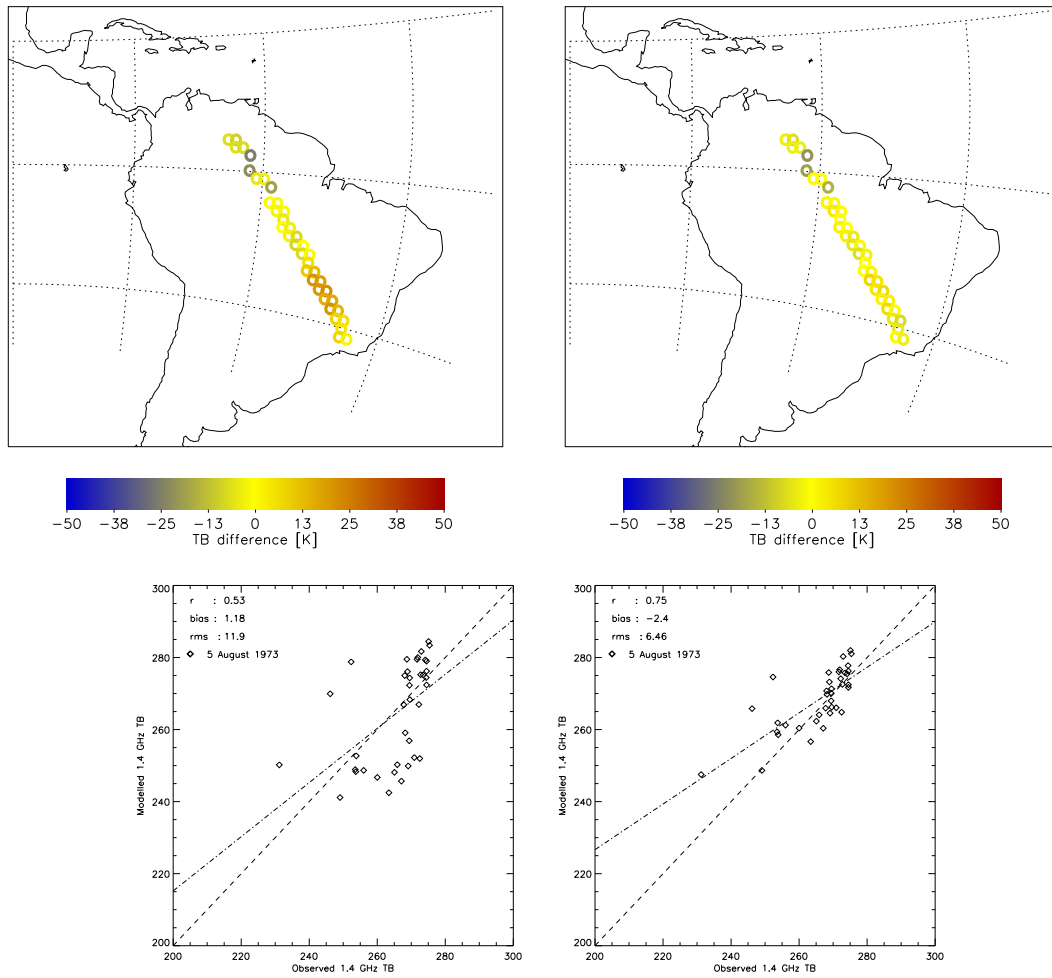 -50 -38 -25 -13 0 13 25 38 50
TB difference [K]
-50 -38 -25 -13 0 13 25 38 50
TB difference [K]
r : 0.53
bias : 1.18
rms : 11.9
5 August 1973
300
280
260
240
220
200
Modelled 1.4 GHz TB
200 220 240 260 280 300
Observed 1.4 GHz TB
r : 0.75
bias : -2.4
rms : 6.46
5 August 1973
300
280
260
240
220
200
Modelled 1.4 GHz TB
200 220 240 260 280 300
Observed 1.4 GHz TB